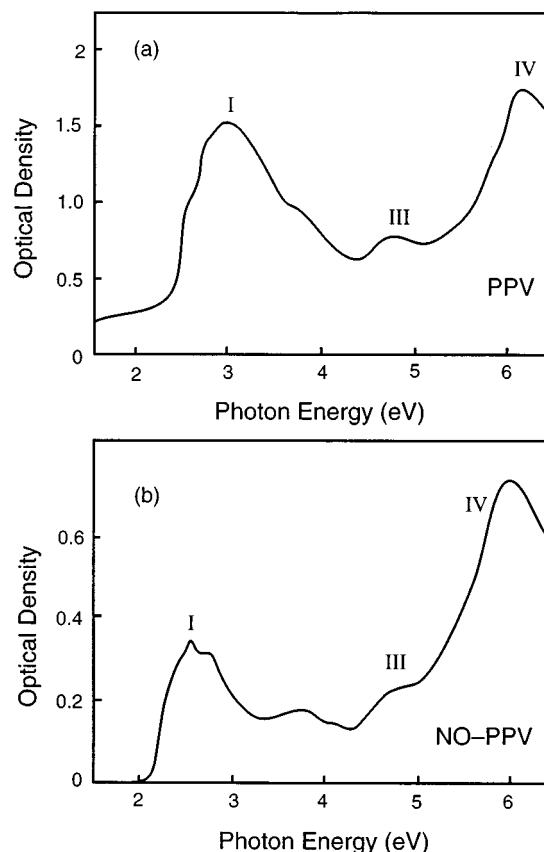 (a)
I
III
IV
PPV
2
1.5
1.0
0.5
0
Optical Density
2 3 4 5 6
Photon Energy (eV)
(b)
I
III
IV
NO–PPV
0.6
0.4
0.2
0
Optical Density
2 3 4 5 6
Photon Energy (eV)